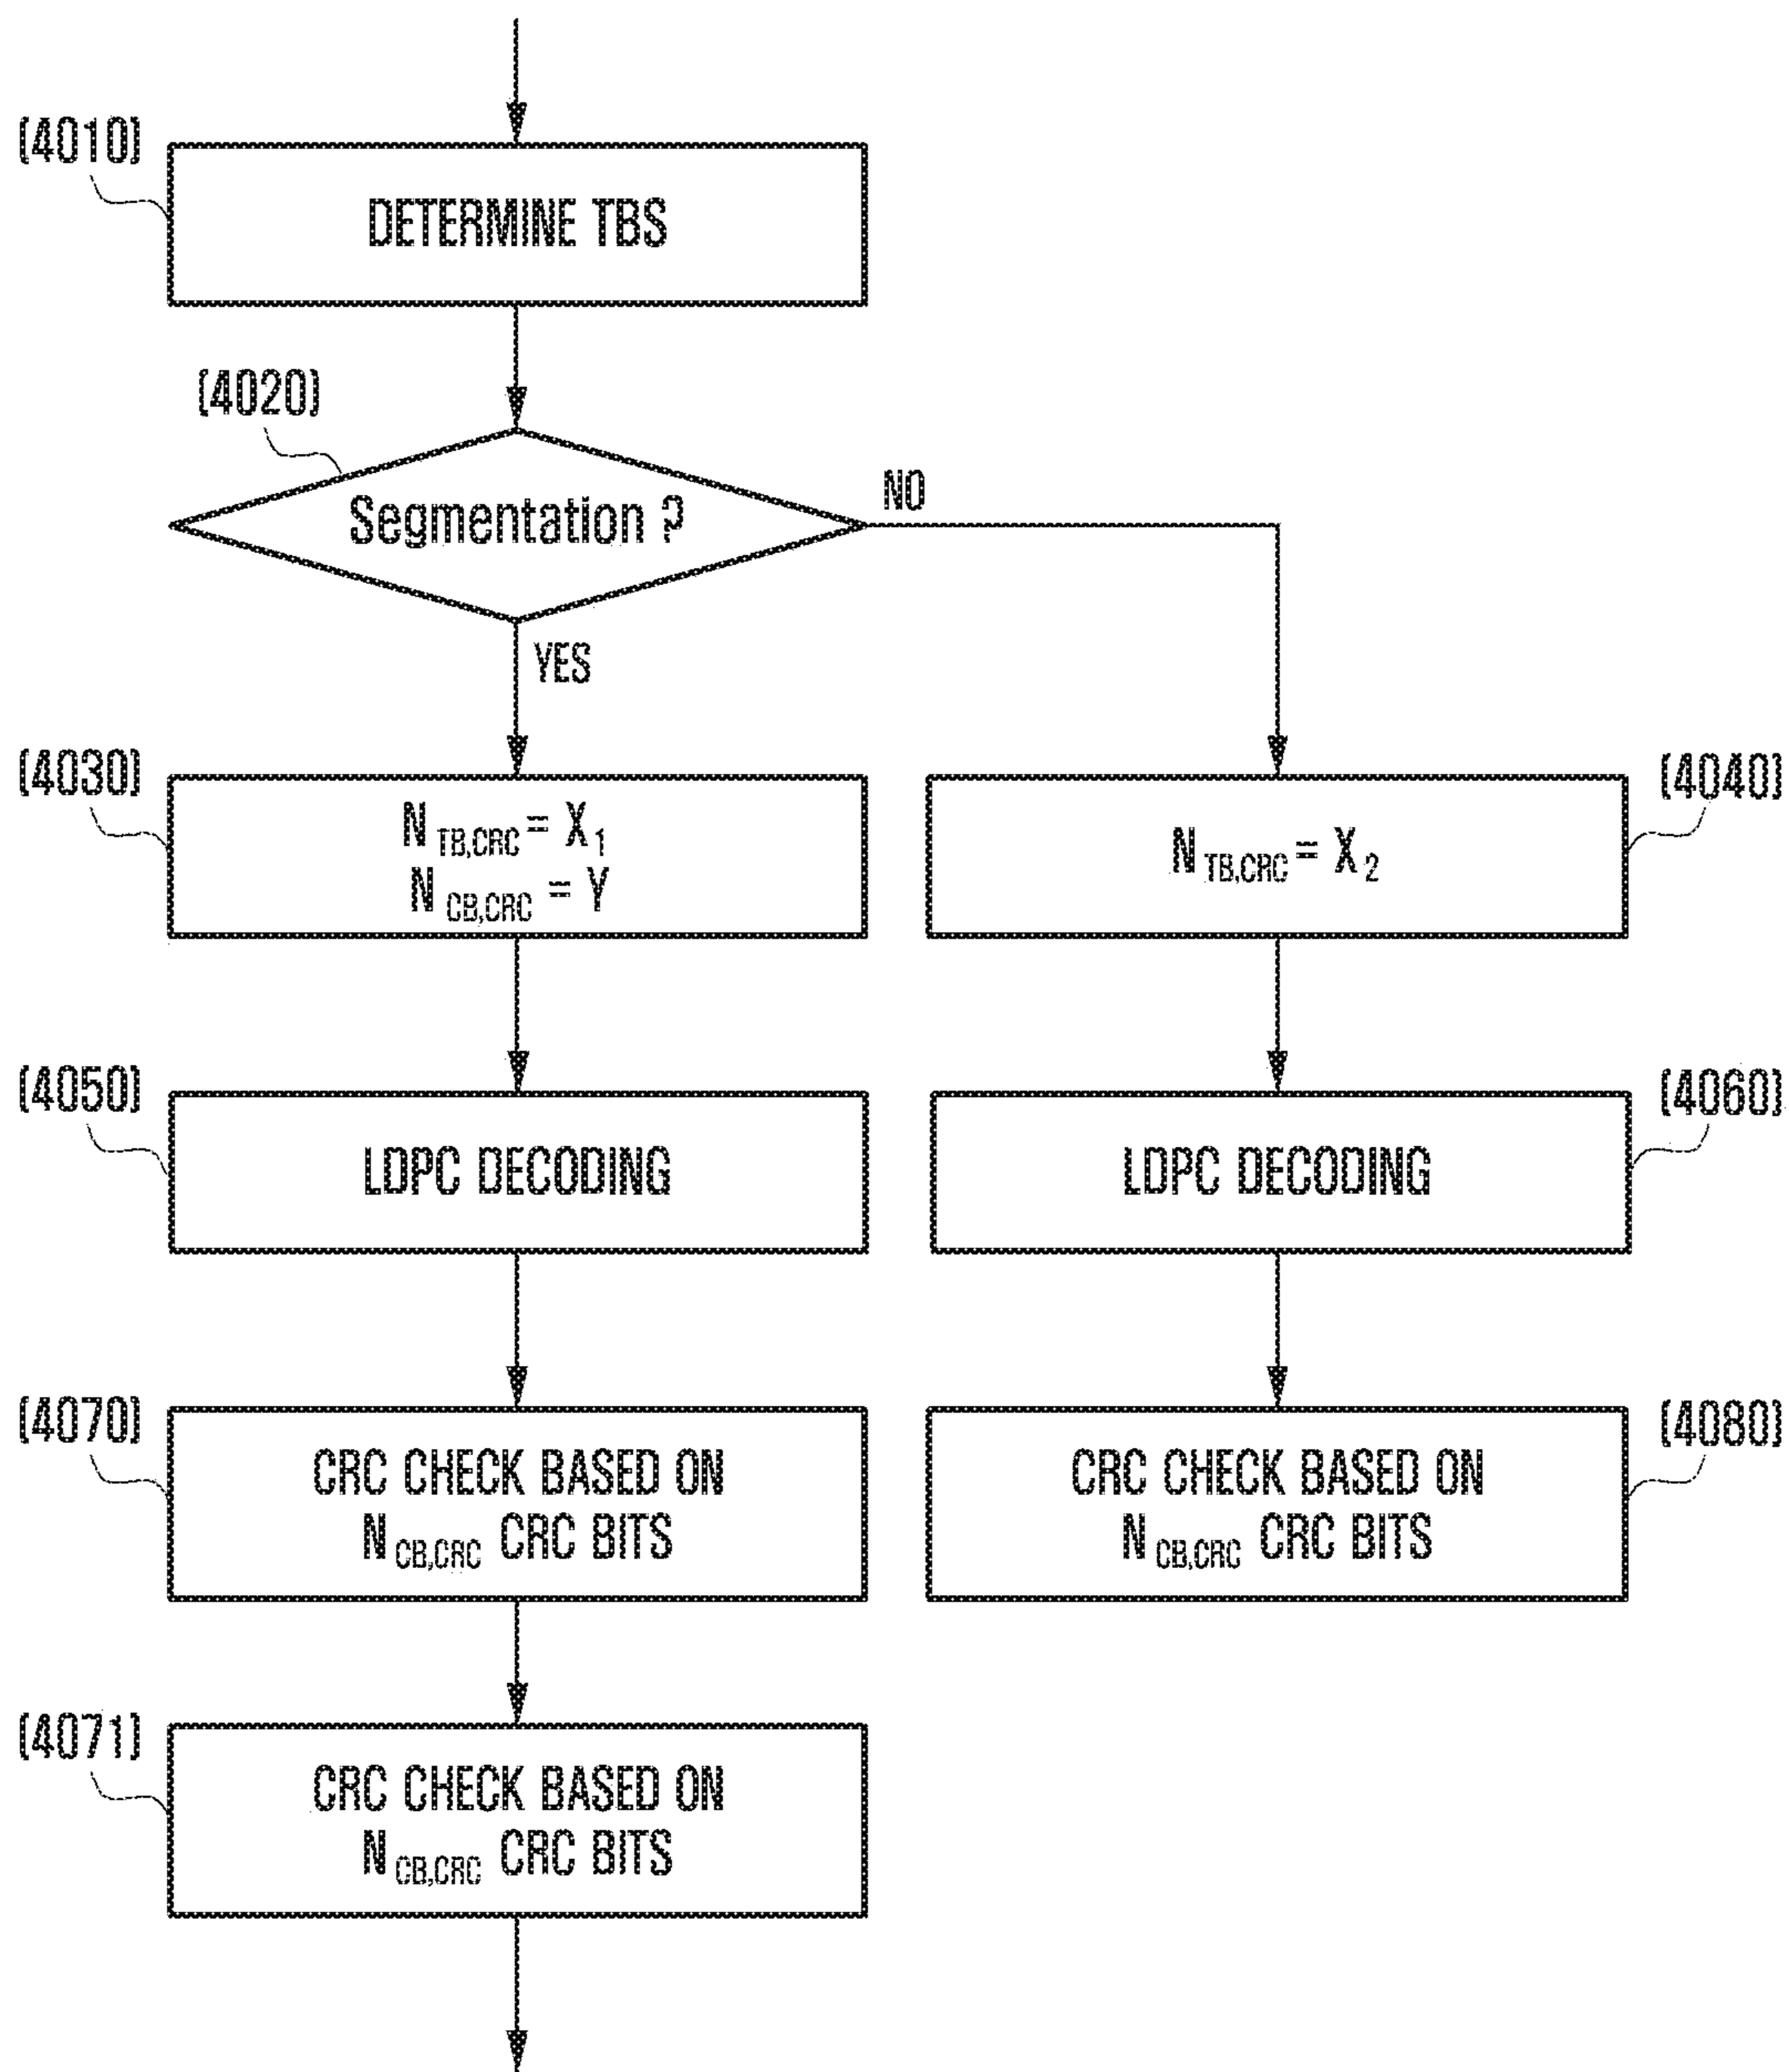 (4010)
DETERMINE TBS
(4020)
Segmentation ?
NO
YES
(4030)
N TB,CRC = X 1
N CB,CRC = Y
(4040)
N TB,CRC = X 2
(4050)
LDPC DECODING
(4060)
LDPC DECODING
(4070)
CRC CHECK BASED ON
N CB,CRC CRC BITS
(4080)
CRC CHECK BASED ON
N CB,CRC CRC BITS
(4071)
CRC CHECK BASED ON
N CB,CRC CRC BITS